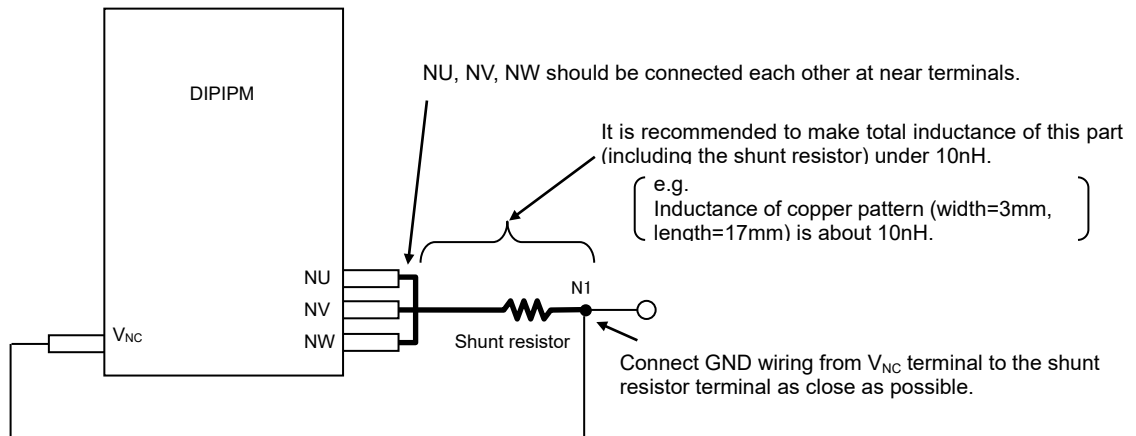 NU, NV, NW should be connected each other at near terminals.
DIPIPM
It is recommended to make total inductance of this part
(including the shunt resistor) under 10nH.
e.g.
Inductance of copper pattern (width=3mm,
length=17mm) is about 10nH.
NU
N1
NV
VNC
NW
Shunt resistor
Connect GND wiring from VNC terminal to the shunt
resistor terminal as close as possible.